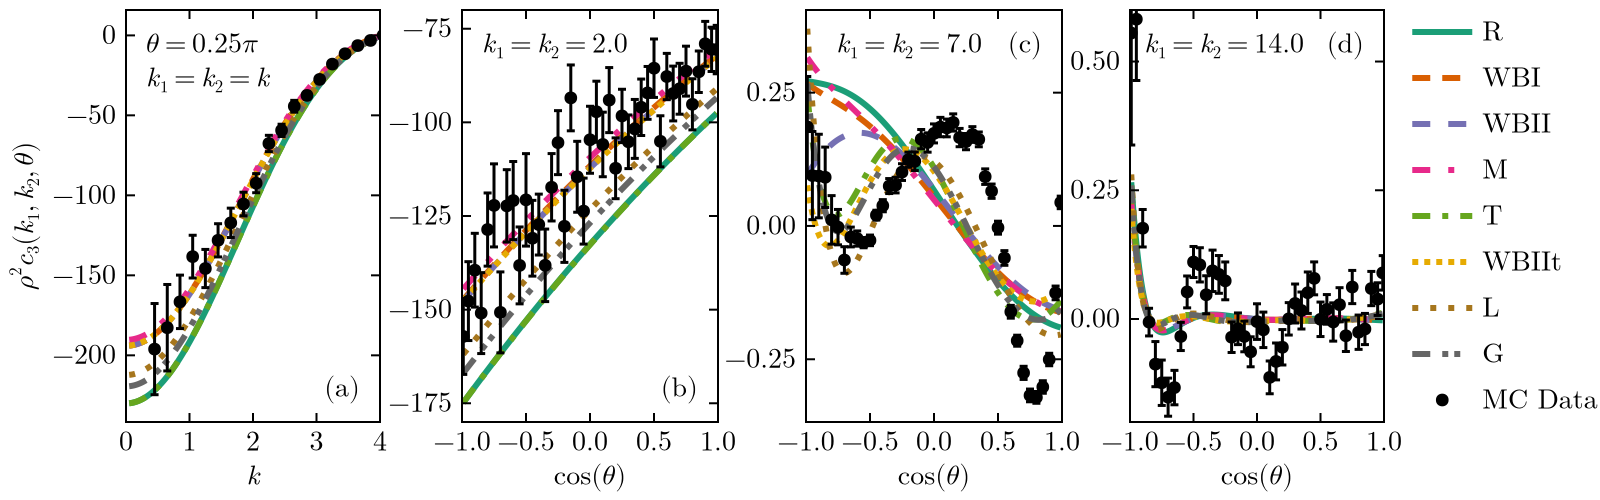 ρ²c₃(k₁, k₂, θ)
0
−50
−100
−150
−200
θ = 0.25π
k₁ = k₂ = k
(a)
0 1 2 3 4
k
−75
−100
−125
−150
−175
k₁ = k₂ = 2.0
(b)
−1.0 −0.5 0.0 0.5 1.0
cos(θ)
0.25
0.00
−0.25
k₁ = k₂ = 7.0 (c)
−1.0 −0.5 0.0 0.5 1.0
cos(θ)
0.50
0.25
0.00
k₁ = k₂ = 14.0 (d)
−1.0 −0.5 0.0 0.5 1.0
cos(θ)
R
WBI
WBII
M
T
WBIIt
L
G
MC Data